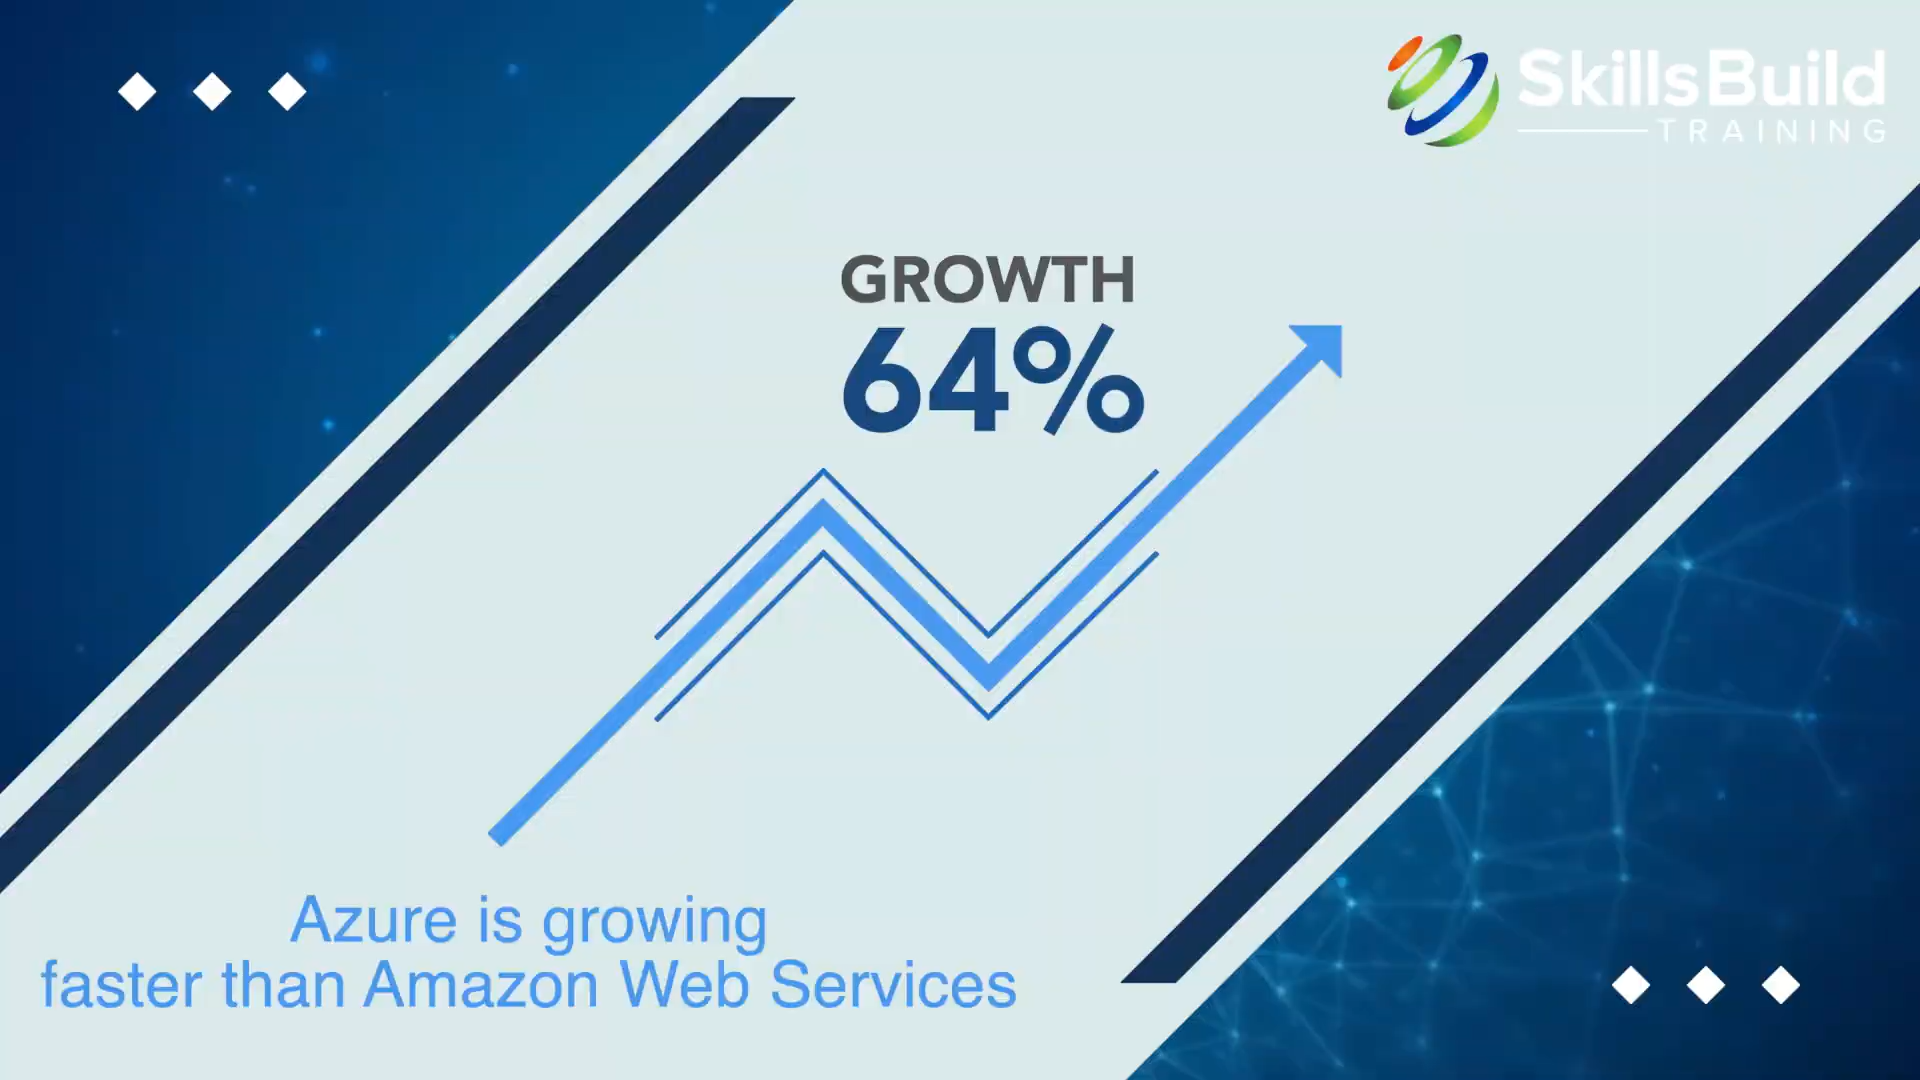 SkillsBuild
TRAINING
GROWTH
64%
Azure is growing
faster than Amazon Web Services